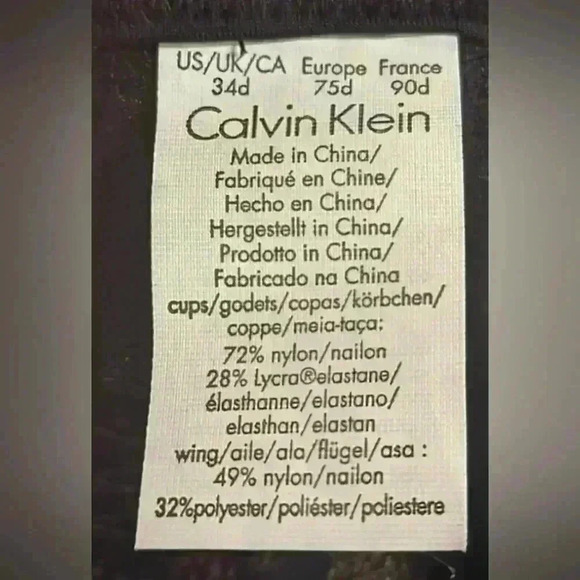 US/UK/CA Europe France
34d 75d 90d
Calvin Klein
Made in China/
Fabriqué en Chine/
Hecho en China/
Hergestellt in China/
Prodotto in China/
Fabricado na China
cups/godets/copas/körbchen/
coppe/meia-taça:
72% nylon/nailon
28% Lycra®elastane/
élasthanne/elastano/
elasthan/elastan
wing/aile/ala/flügel/asa :
49% nylon/nailon
32%polyester/poliéster/poliestere